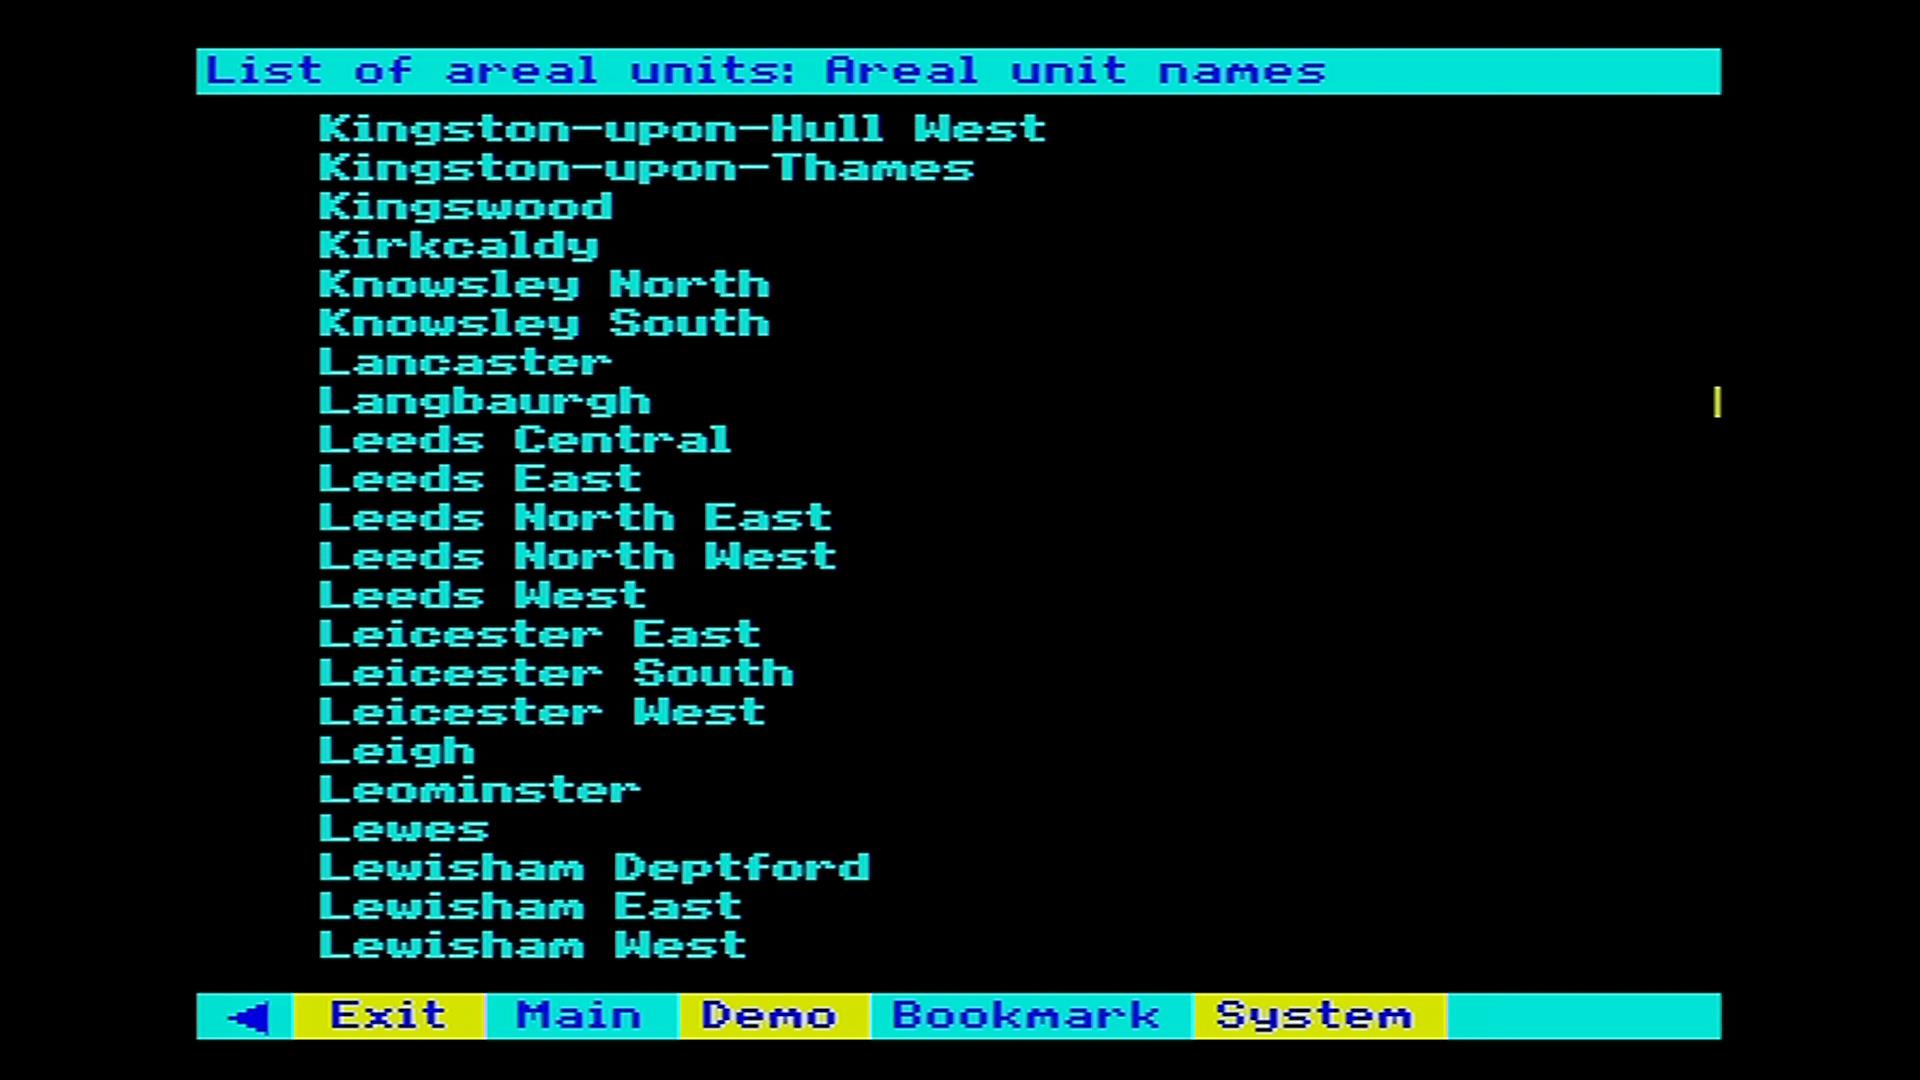 List of areal units: Areal unit names
Kingston-upon-Hull West
Kingston-upon-Thames
Kingswood
Kirkcaldy
Knowsley North
Knowsley South
Lancaster
Langbaurgh
Leeds Central
Leeds East
Leeds North East
Leeds North West
Leeds West
Leicester East
Leicester South
Leicester West
Leigh
Leominster
Lewes
Lewisham Deptford
Lewisham East
Lewisham West
Exit Main Demo Bookmark System